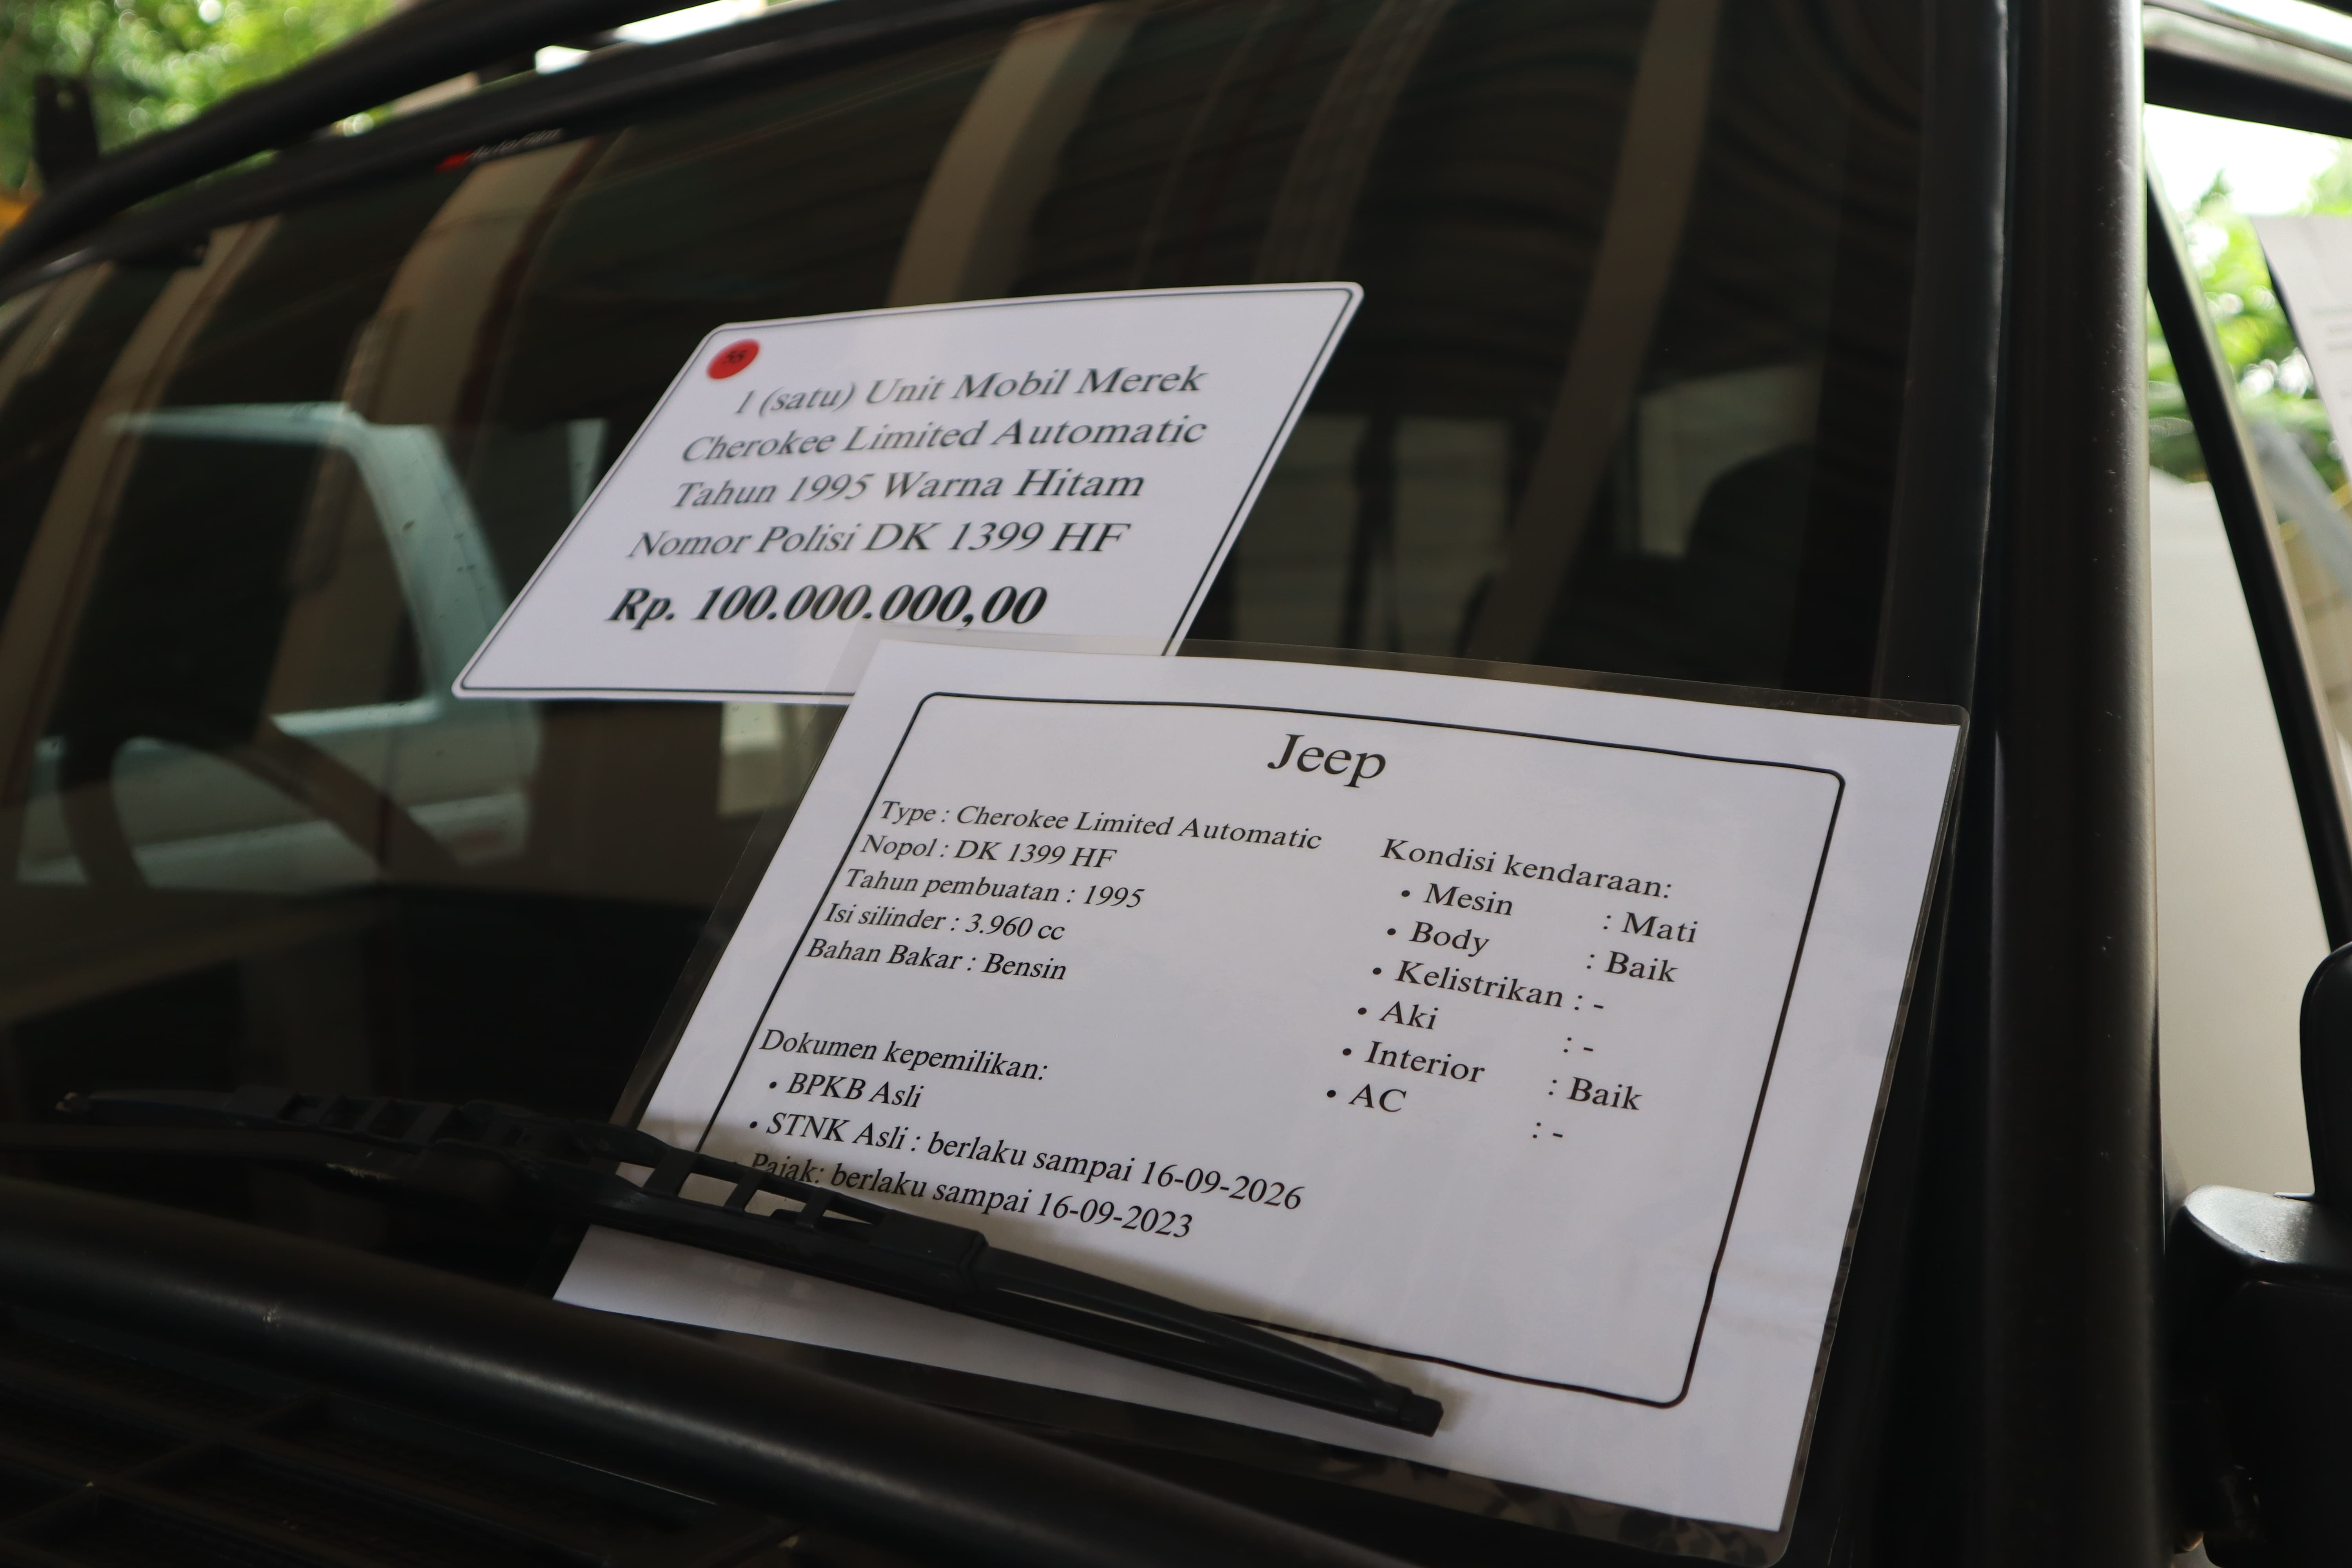 56
1 (satu) Unit Mobil Merek
Cherokee Limited Automatic
Tahun 1995 Warna Hitam
Nomor Polisi DK 1399 HF
Rp. 100.000.000,00
Jeep
Type : Cherokee Limited Automatic
Nopol : DK 1399 HF
Tahun pembuatan : 1995
Isi silinder : 3.960 cc
Bahan Bakar : Bensin
Dokumen kepemilikan:
• BPKB Asli
• STNK Asli : berlaku sampai 16-09-2026
Pajak: berlaku sampai 16-09-2023
Kondisi kendaraan:
• Mesin : Mati
• Body : Baik
• Kelistrikan : -
• Aki : -
• Interior : Baik
• AC : -